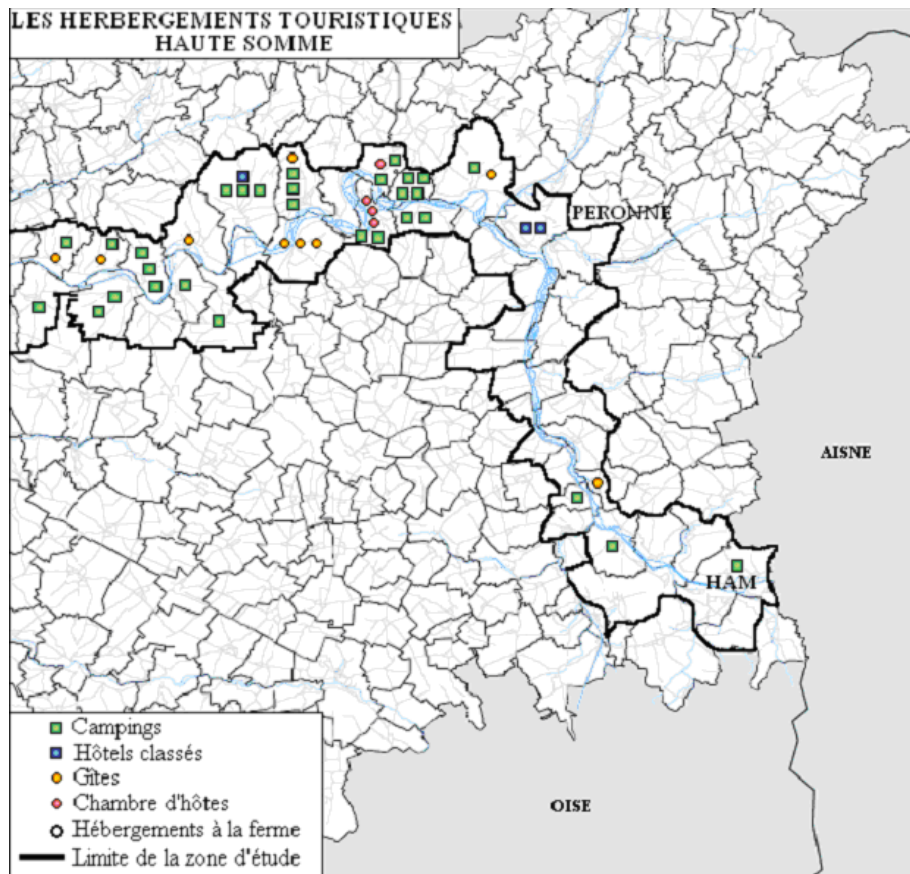 LES HERBERGEMENTS TOURISTIQUES
HAUTE SOMME
PERONNE
AISNE
HAM
OISE
Campings
Hôtels classés
Gîtes
Chambre d'hôtes
Hébergements à la ferme
Limite de la zone d'étude